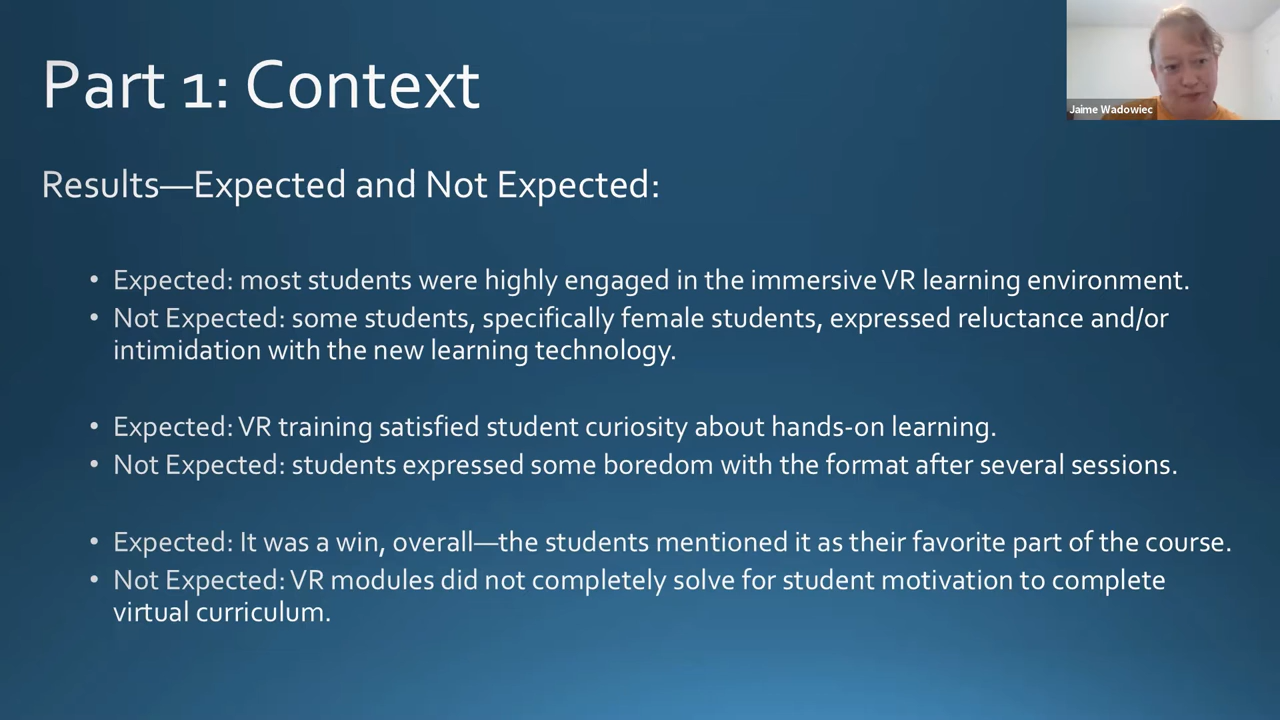 Part 1: Context
Jaime Wadowiec
Results—Expected and Not Expected:
• Expected: most students were highly engaged in the immersive VR learning environment.
• Not Expected: some students, specifically female students, expressed reluctance and/or
intimidation with the new learning technology.
• Expected: VR training satisfied student curiosity about hands-on learning.
• Not Expected: students expressed some boredom with the format after several sessions.
• Expected: It was a win, overall—the students mentioned it as their favorite part of the course.
• Not Expected: VR modules did not completely solve for student motivation to complete
virtual curriculum.